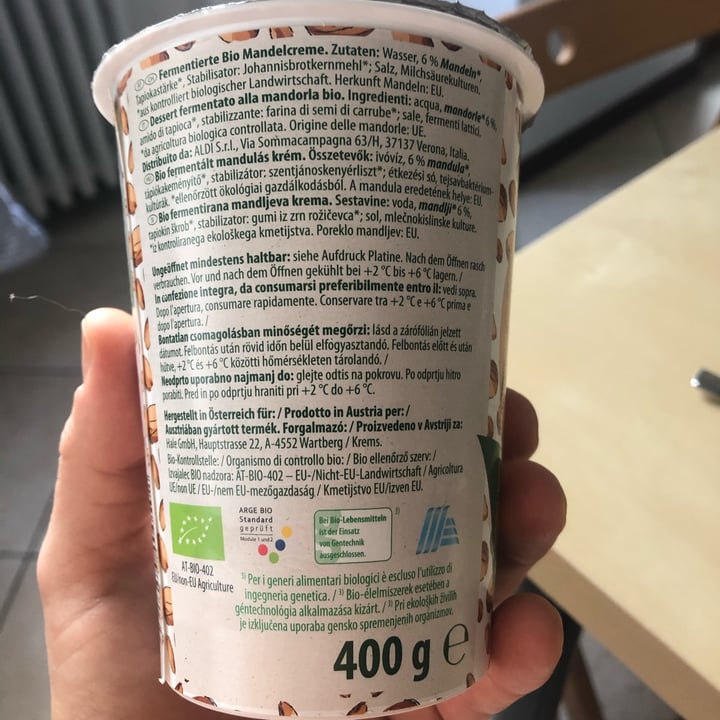 Fermentierte Bio Mandelcreme. Zutaten: Wasser, 6 % Mandeln*,
Tapiokastärke*, Stabilisator: Johannisbrotkernmehl*; Salz, Milchsäurekulturen.
*aus kontrolliert biologischer Landwirtschaft. Herkunft Mandeln: EU.
Dessert fermentato alla mandorla bio. Ingredienti: acqua, mandorle* 6%,
amido di tapioca*, stabilizzante: farina di semi di carrube*; sale, fermenti lattici.
*da agricoltura biologica controllata. Origine delle mandorle: UE.
Distribuito da: ALDI S.r.l., Via Sommacampagna 63/H, 37137 Verona, Italia.
Bio fermentált mandulás krém. Összetevők: ivóvíz, 6% mandula*,
tápiókakeményítő*, stabilizátor: szentjánoskenyérliszt*; étkezési só, tejsavbaktérium-
kultúrák. *ellenőrzött ökológiai gazdálkodásból. A mandula eredetének helye: EU.
Bio fermentirana mandljeva krema. Sestavine: voda, mandlji* 6%,
tapiokin škrob*, stabilizator: gumi iz zrn rožičevca*; sol, mlečnokislinske kulture.
*iz kontroliranega ekološkega kmetijstva. Poreklo mandljev: EU.
Ungeöffnet mindestens haltbar: siehe Aufdruck Platine. Nach dem Öffnen rasch
verbrauchen. Vor und nach dem Öffnen gekühlt bei +2 °C bis +6 °C lagern. /
In confezione integra, da consumarsi preferibilmente entro il: vedi sopra.
Dopo l'apertura, consumare rapidamente. Conservare tra +2 °C e +6 °C prima e
dopo l'apertura. /
Bontatlan csomagolásban minőségét megőrzi: lásd a zárófólián jelzett
dátumot. Felbontás után rövid időn belül elfogyasztandó. Felbontás előtt és után
hűtve, +2 °C és +6 °C közötti hőmérsékleten tárolandó. /
Neodprto uporabno najmanj do: glejte odtis na pokrovu. Po odprtju hitro
porabiti. Pred in po odprtju hraniti pri +2 °C do +6 °C.
Hergestellt in Österreich für: / Prodotto in Austria per: /
Ausztriában gyártott termék. Forgalmazó: / Proizvedeno v Avstriji za:
Hale GmbH, Hauptstrasse 22, A-4552 Wartberg / Krems.
Bio-Kontrollstelle: / Organismo di controllo bio: / Bio ellenőrző szerv: /
Izvajalec BIO nadzora: AT-BIO-402 – EU-/Nicht-EU-Landwirtschaft / Agricoltura
UE/non UE / EU-/nem EU-mezőgazdaság / Kmetijstvo EU/izven EU.
ARGE BIO
Standard
geprüft
Module 1 und 2
Bei Bio-Lebensmitteln
ist der Einsatz
von Gentechnik
ausgeschlossen.
3)
AT-BIO-402
EU/non-EU Agriculture
3) Per i generi alimentari biologici è escluso l'utilizzo di
ingegneria genetica. / 3) Bio-élelmiszerek esetében a
géntechnológia alkalmazása kizárt. / 3) Pri ekoloških živilih
je izključena uporaba gensko spremenjenih organizmov.
400 g e